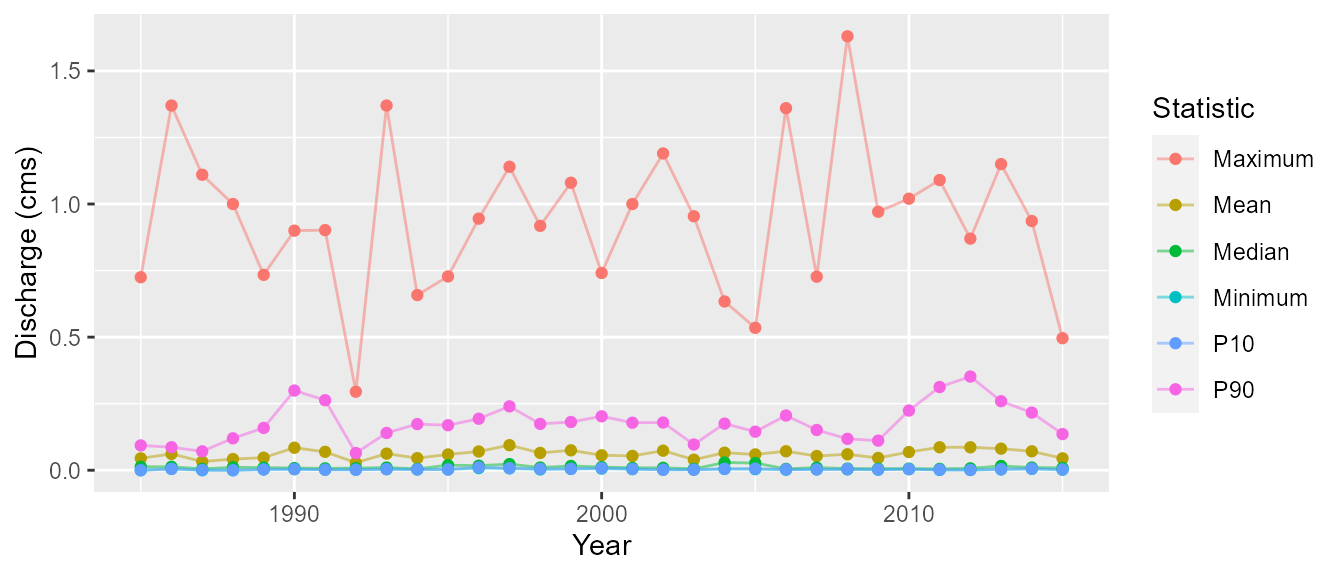 Discharge (cms)
1.5
1.0
0.5
0.0
1990
2000
2010
Year
Statistic
Maximum
Mean
Median
Minimum
P10
P90